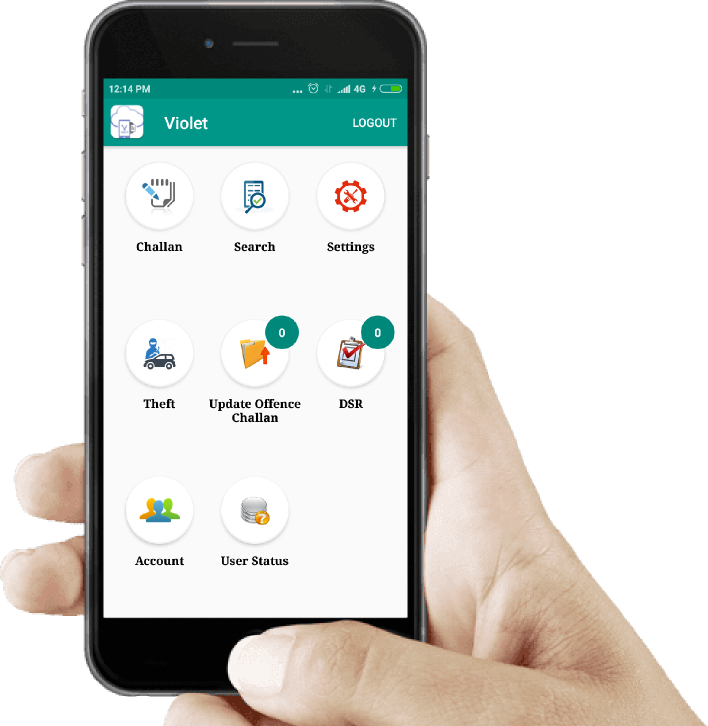 12:14 PM
4G
Violet
LOGOUT
Challan
Search
Settings
0
0
Theft
Update Offence
Challan
DSR
Account
User Status